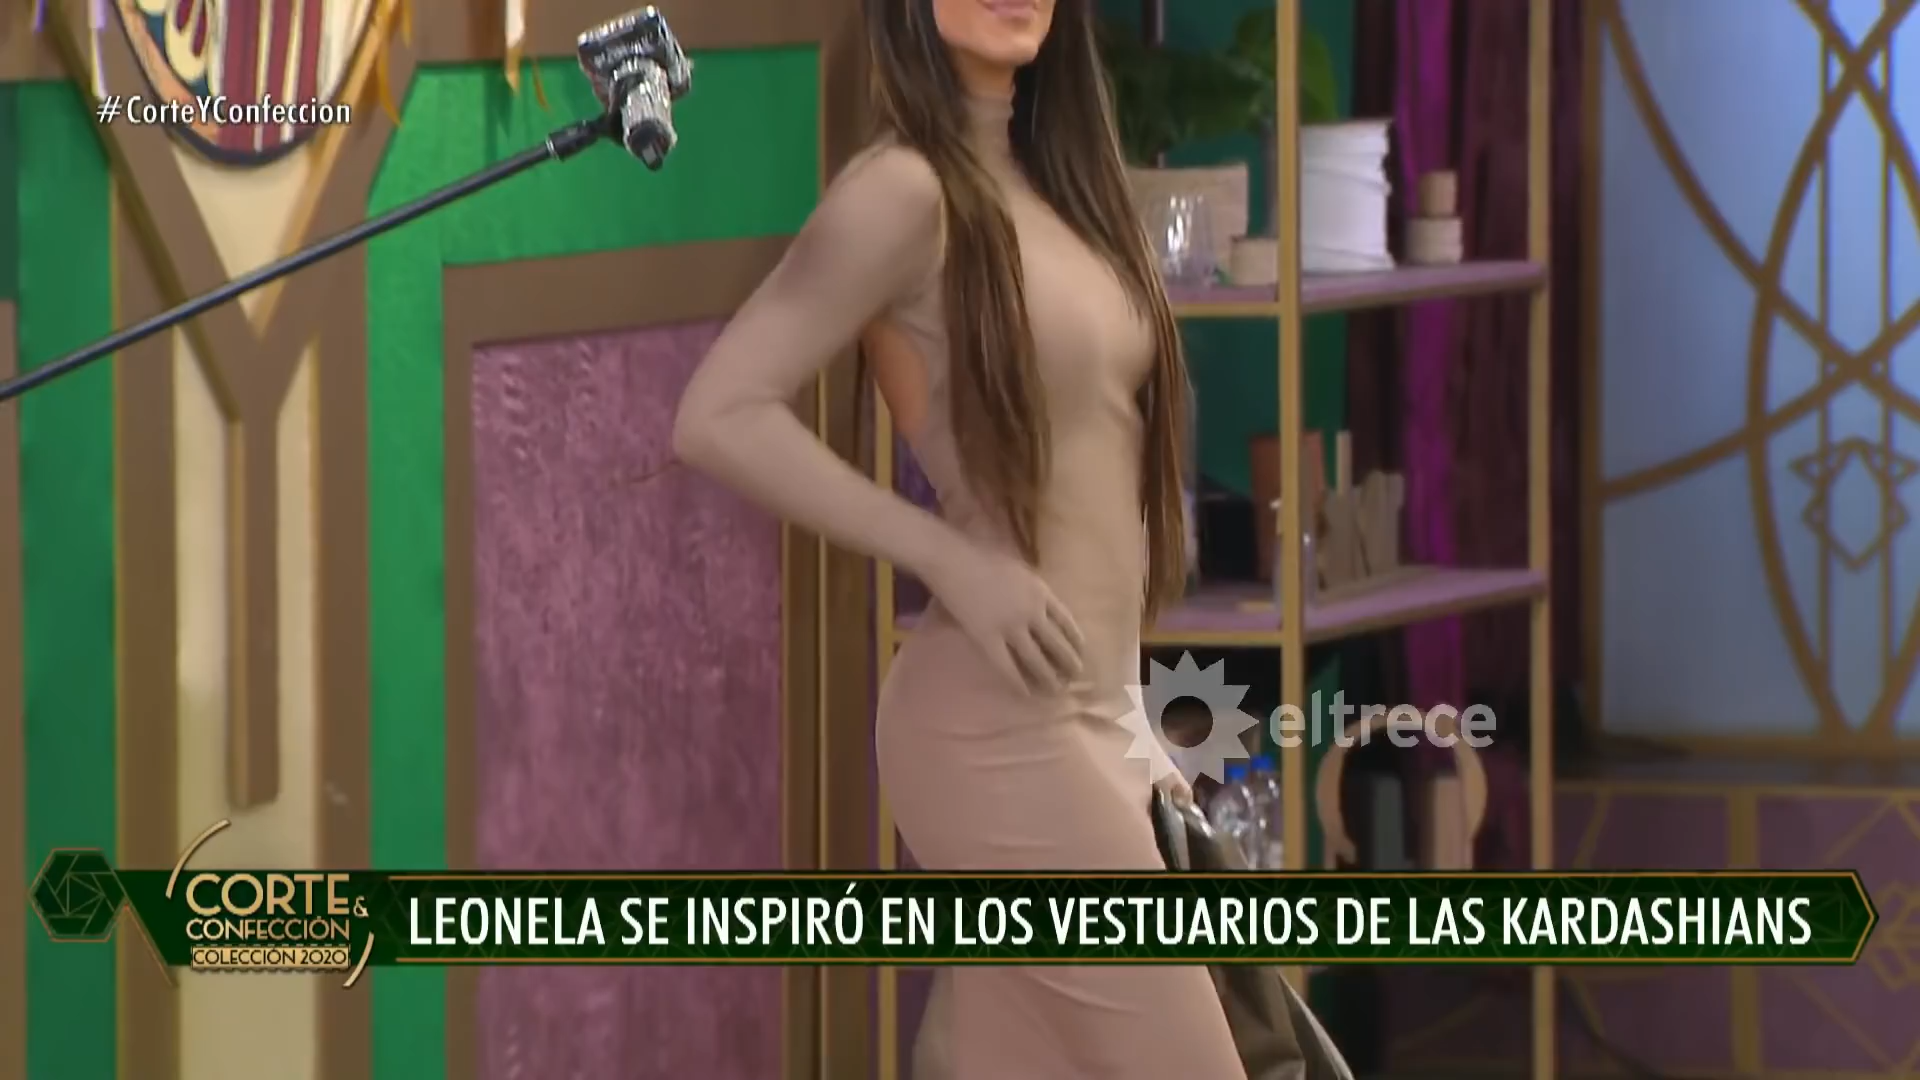 #CorteYConfeccion
eltrece
CORTE &
CONFECCIÓN
COLECCIÓN 2020
LEONELA SE INSPIRÓ EN LOS VESTUARIOS DE LAS KARDASHIANS